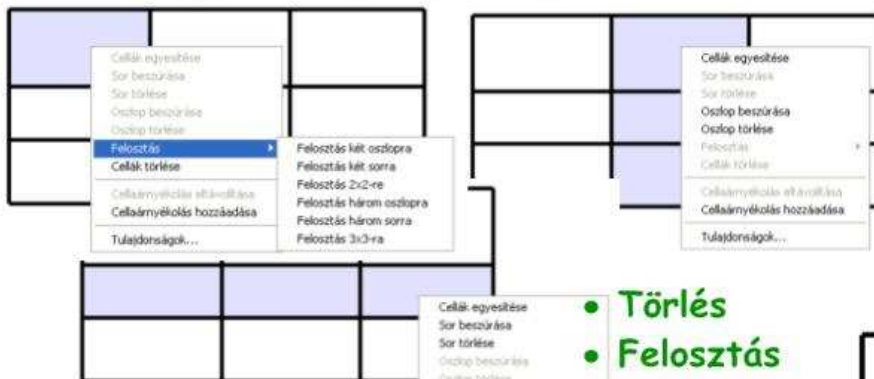 Cellák egyesítése
Sor beszúrása
Sor törlése
Oszlop beszúrása
Oszlop törlése
Felosztás
Cellák törlése
Cellaárnyékolás eltávolítása
Cellaárnyékolás hozzáadása
Tulajdonságok...
Felosztás két oszlopra
Felosztás két sorra
Felosztás 2x2-re
Felosztás három oszlopra
Felosztás három sorra
Felosztás 3x3-ra
Cellák egyesítése
Sor beszúrása
Sor törlése
Oszlop beszúrása
Oszlop törlése
Felosztás
Cellák törlése
Cellaárnyékolás eltávolítása
Cellaárnyékolás hozzáadása
Tulajdonságok...
Cellák egyesítése
Sor beszúrása
Sor törlése
Oszlop beszúrása
• Törlés
• Felosztás